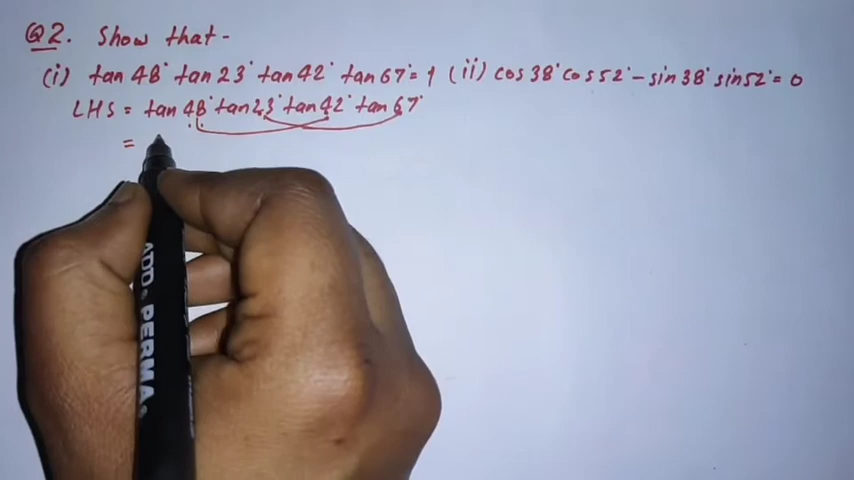 Q2. Show that -
(i) tan 48° tan 23° tan 42° tan 67° = 1 (ii) cos 38° cos 52° - sin 38° sin 52° = 0
LHS = tan 48° tan 23° tan 42° tan 67°
=
ADD. PERMA